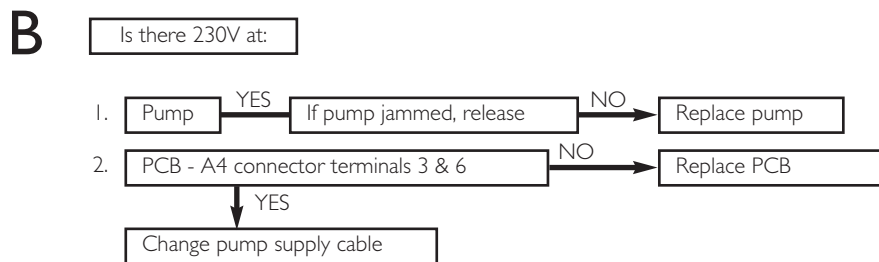 B
Is there 230V at:
1. Pump YES If pump jammed, release NO Replace pump
2. PCB - A4 connector terminals 3 & 6 NO Replace PCB
YES
Change pump supply cable